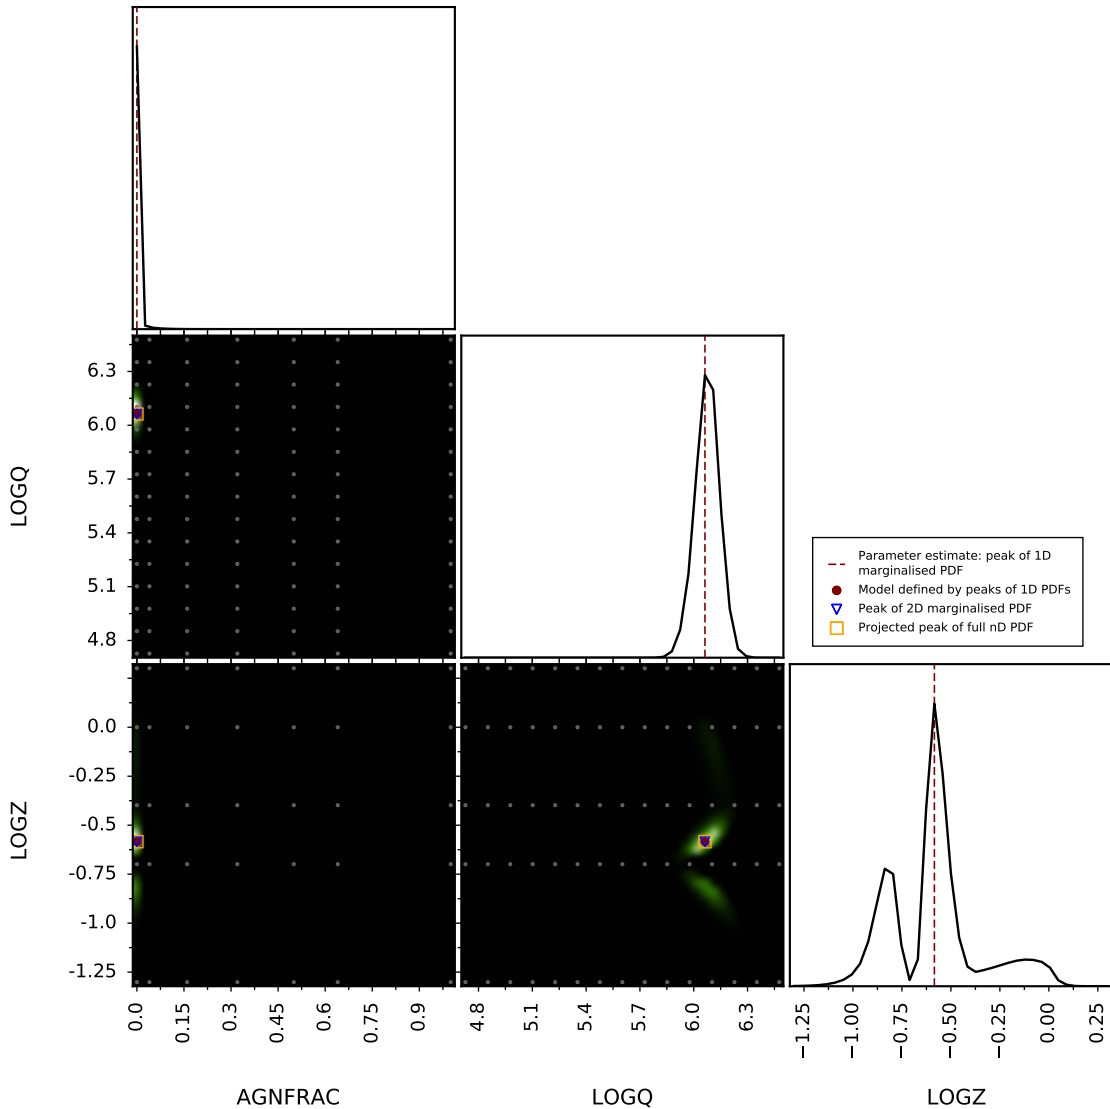 6.3
6.0
5.7
5.4
5.1
4.8
LOGQ
Parameter estimate: peak of 1D
marginalised PDF
Model defined by peaks of 1D PDFs
Peak of 2D marginalised PDF
Projected peak of full nD PDF
0.0
-0.25
-0.5
-0.75
-1.0
-1.25
LOGZ
0.0 0.15 0.3 0.45 0.6 0.75 0.9
4.8 5.1 5.4 5.7 6.0 6.3
−1.25 −1.00 −0.75 −0.50 −0.25 0.00 0.25
AGNFRAC LOGQ LOGZ